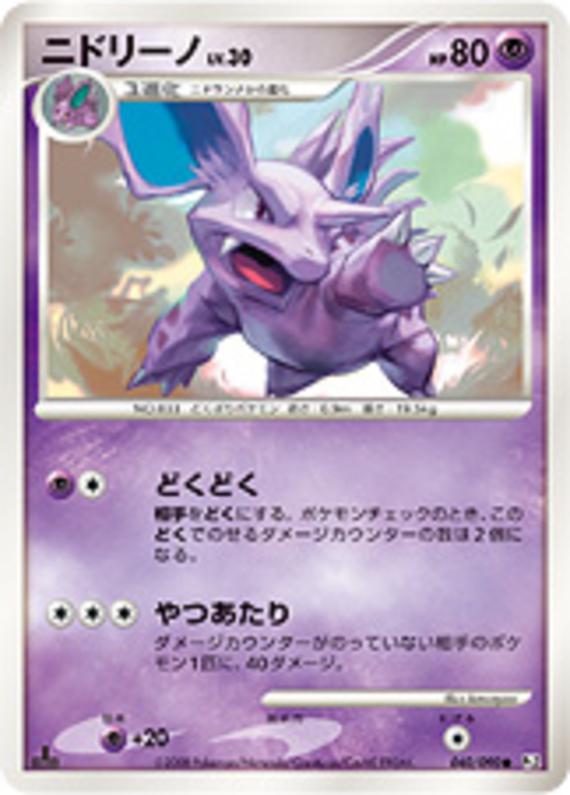 ニドリーノ LV.30 HP 80
1進化 ニドラン♂から進化
NO.033 どくばりポケモン 高さ 0.9m 重さ 19.5kg
どくどく
相手をどくにする。ポケモンチェックのとき、この
どくでのせるダメージカウンターの数は2個に
なる。
やつあたり
ダメージカウンターがのっていない相手のポケ
モン1匹に、40ダメージ。
弱点 抵抗力 にげる
+20
040/090